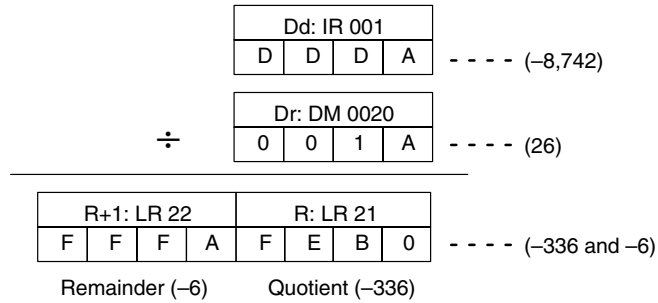 Dd: IR 001
D D D A - - - - (–8,742)
Dr: DM 0020
÷ 0 0 1 A - - - - (26)
R+1: LR 22 R: LR 21
F F F A F E B 0 - - - - (–336 and –6)
Remainder (–6) Quotient (–336)